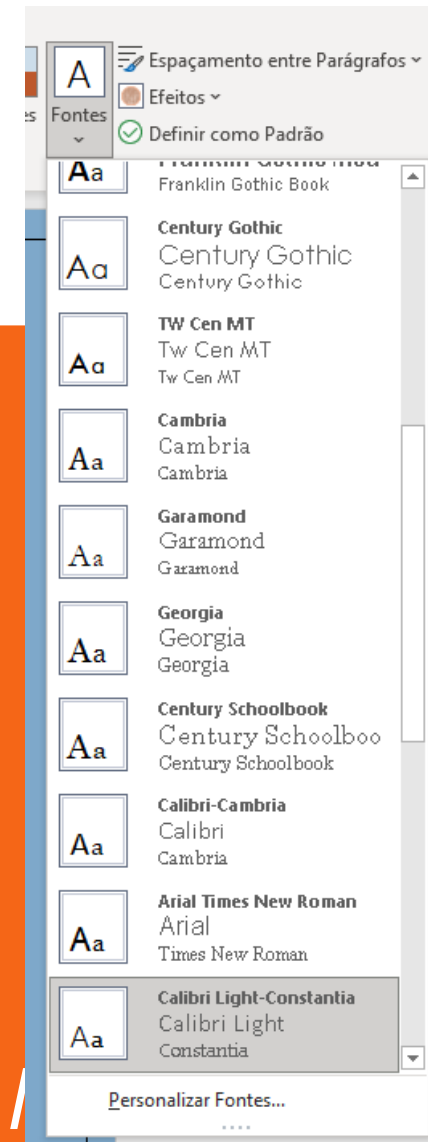 A
Espaçamento entre Parágrafos
Efeitos
es
Fontes
Definir como Padrão
Aa
Franklin Gothic Book
Century Gothic
Aa
Century Gothic
Century Gothic
TW Cen MT
Aa
Tw Cen MT
Tw Cen MT
Cambria
Aa
Cambria
Cambria
Garamond
Aa
Garamond
Garamond
Georgia
Aa
Georgia
Georgia
Century Schoolbook
Aa
Century Schoolboo
Century Schoolbook
Calibri-Cambria
Aa
Calibri
Cambria
Arial Times New Roman
Aa
Arial
Times New Roman
Calibri Light-Constantia
Aa
Calibri Light
Constantia
Personalizar Fontes...